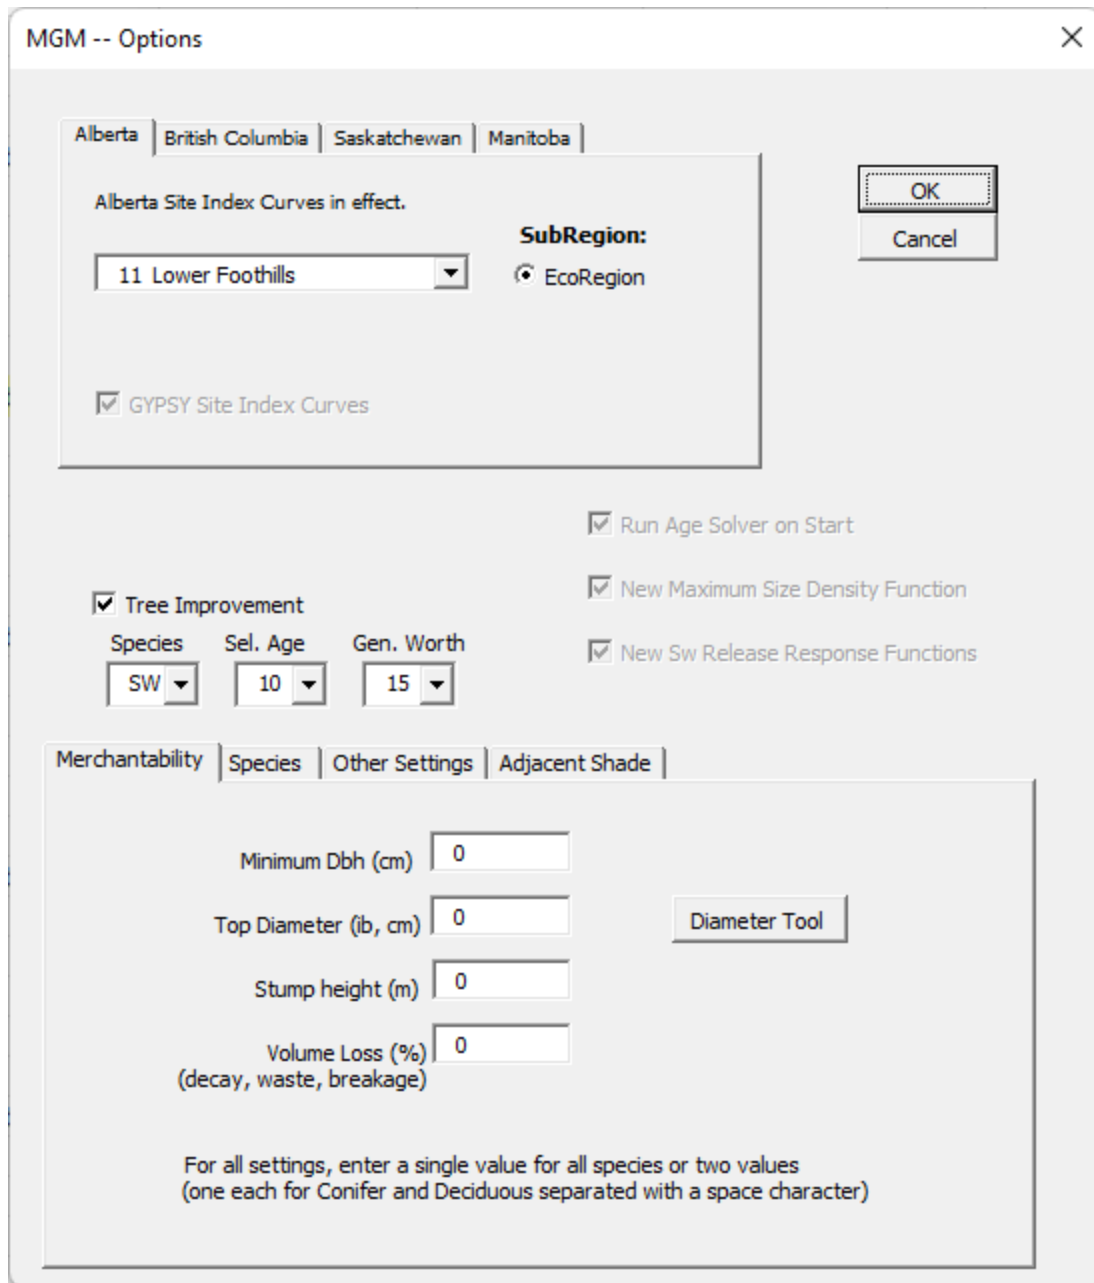 MGM -- Options
Alberta British Columbia Saskatchewan Manitoba
Alberta Site Index Curves in effect.
SubRegion:
11 Lower Foothills
EcoRegion
GYPSY Site Index Curves
OK
Cancel
Run Age Solver on Start
New Maximum Size Density Function
New Sw Release Response Functions
Tree Improvement
Species Sel. Age Gen. Worth
SW 10 15
Merchantability Species Other Settings Adjacent Shade
Minimum Dbh (cm) 0
Top Diameter (ib, cm) 0
Diameter Tool
Stump height (m) 0
Volume Loss (%) 0
(decay, waste, breakage)
For all settings, enter a single value for all species or two values
(one each for Conifer and Deciduous separated with a space character)